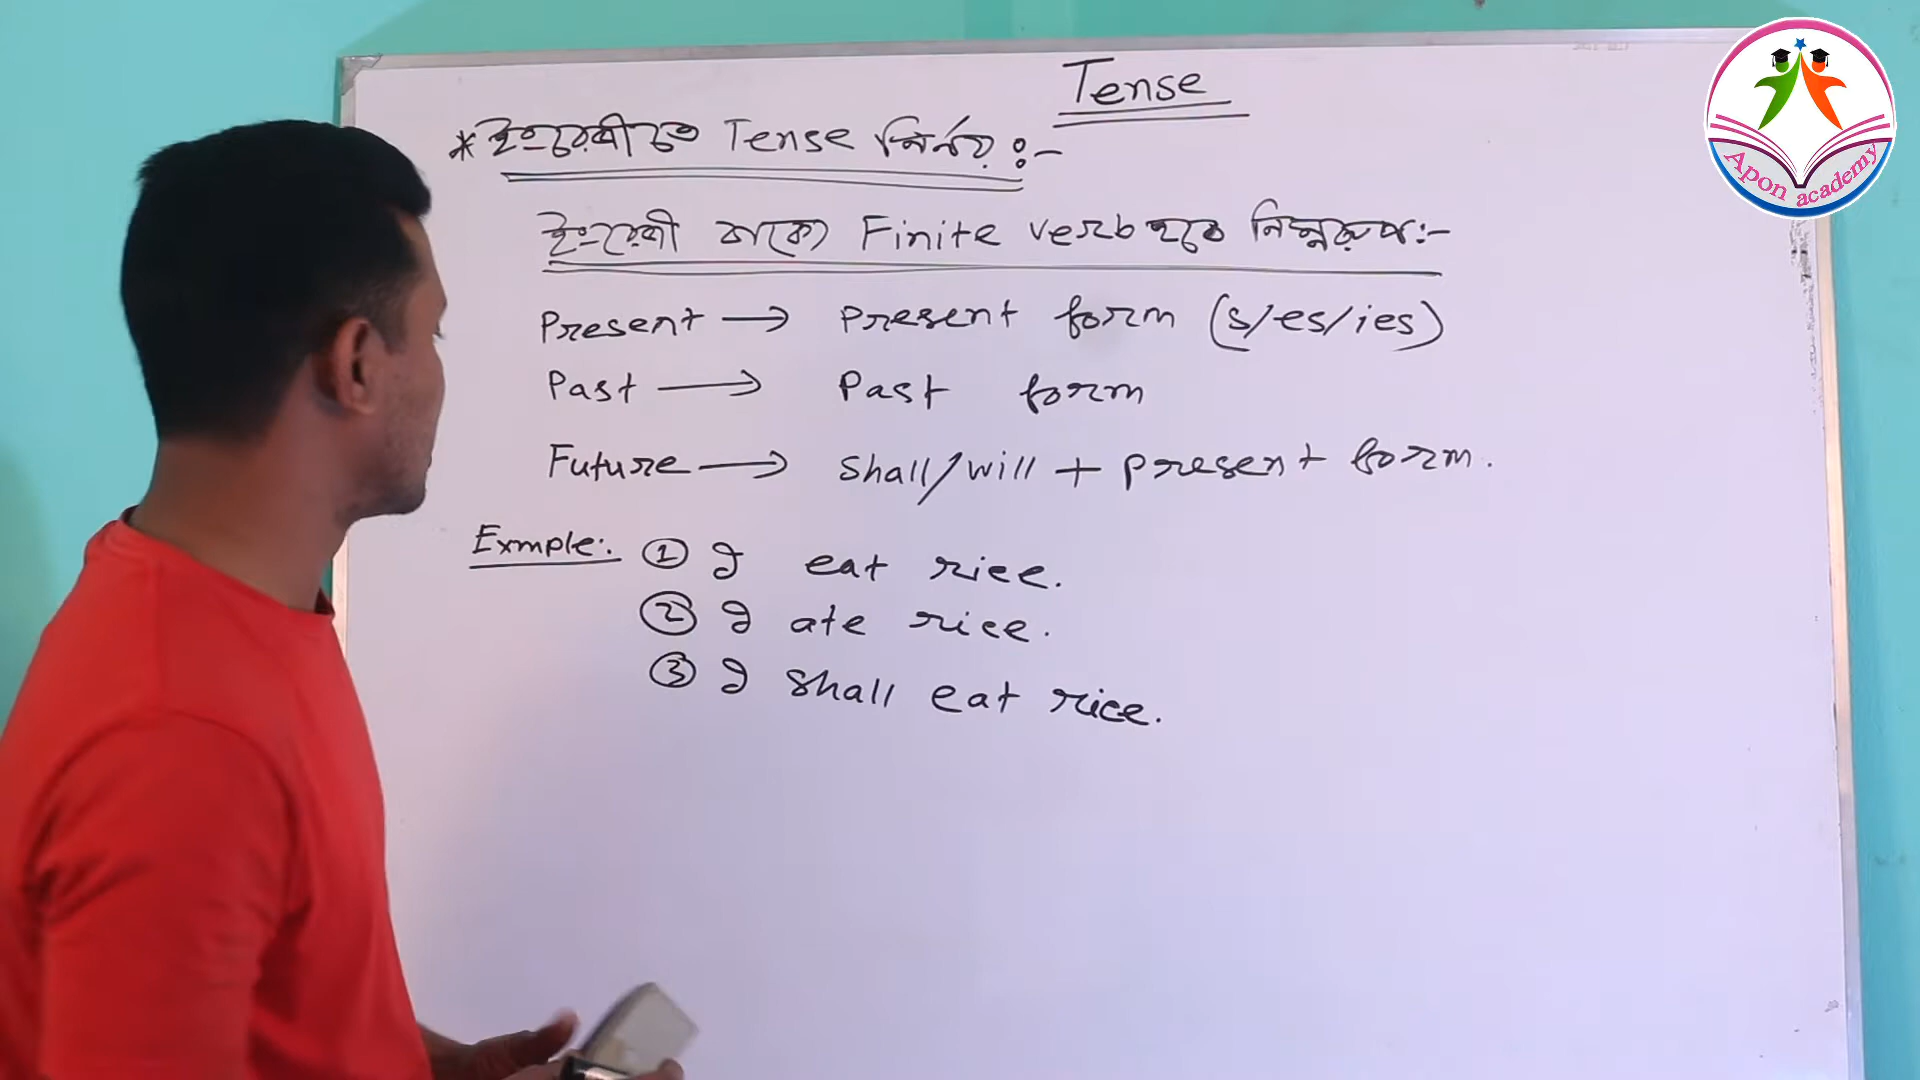 Tense
* ইংরেজীতে Tense নির্নয়ঃ-
ইংরেজী বাক্যে Finite verb হবে নিম্নরূপঃ-
Present → Present form (s/es/ies)
Past → Past form
Future → Shall/will + present form.
Exmple:. ① I eat rice.
② I ate rice.
③ I shall eat rice.
Apon academy